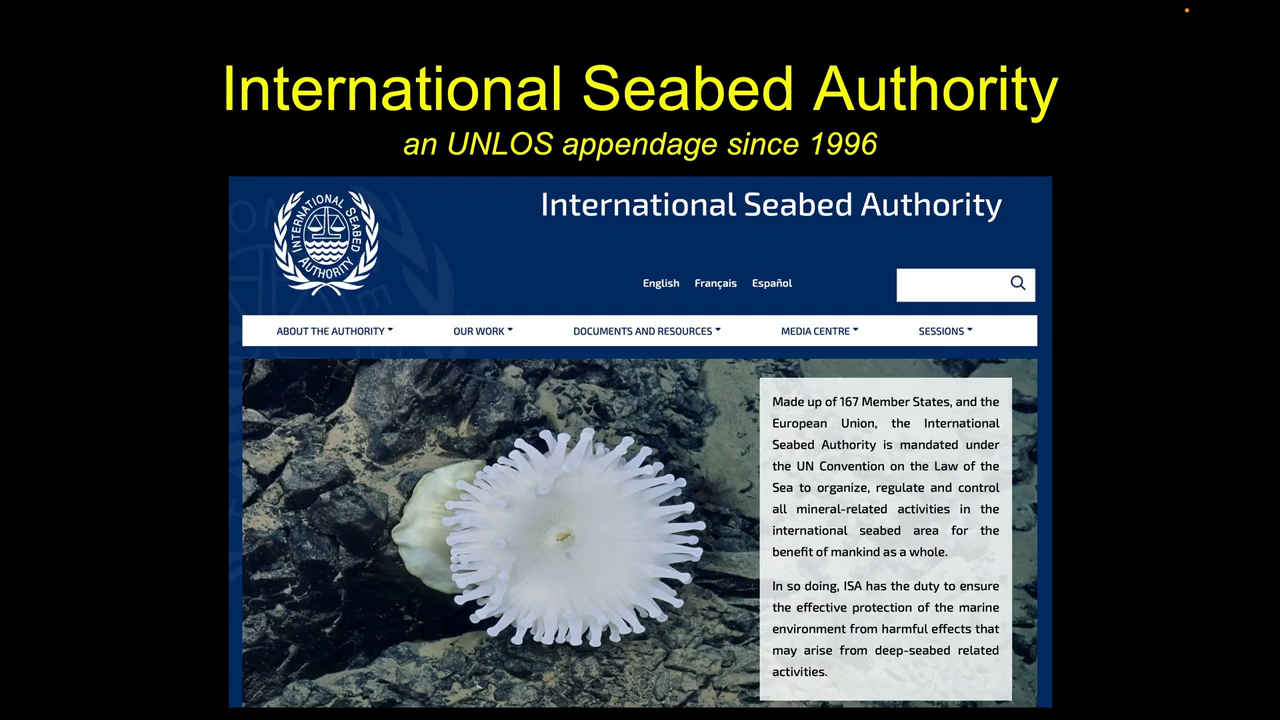 International Seabed Authority
an UNLOS appendage since 1996
INTERNATIONAL SEABED
AUTHORITY
International Seabed Authority
English Français Español
ABOUT THE AUTHORITY OUR WORK DOCUMENTS AND RESOURCES MEDIA CENTRE SESSIONS
Made up of 167 Member States, and the
European Union, the International
Seabed Authority is mandated under
the UN Convention on the Law of the
Sea to organize, regulate and control
all mineral-related activities in the
international seabed area for the
benefit of mankind as a whole.
In so doing, ISA has the duty to ensure
the effective protection of the marine
environment from harmful effects that
may arise from deep-seabed related
activities.